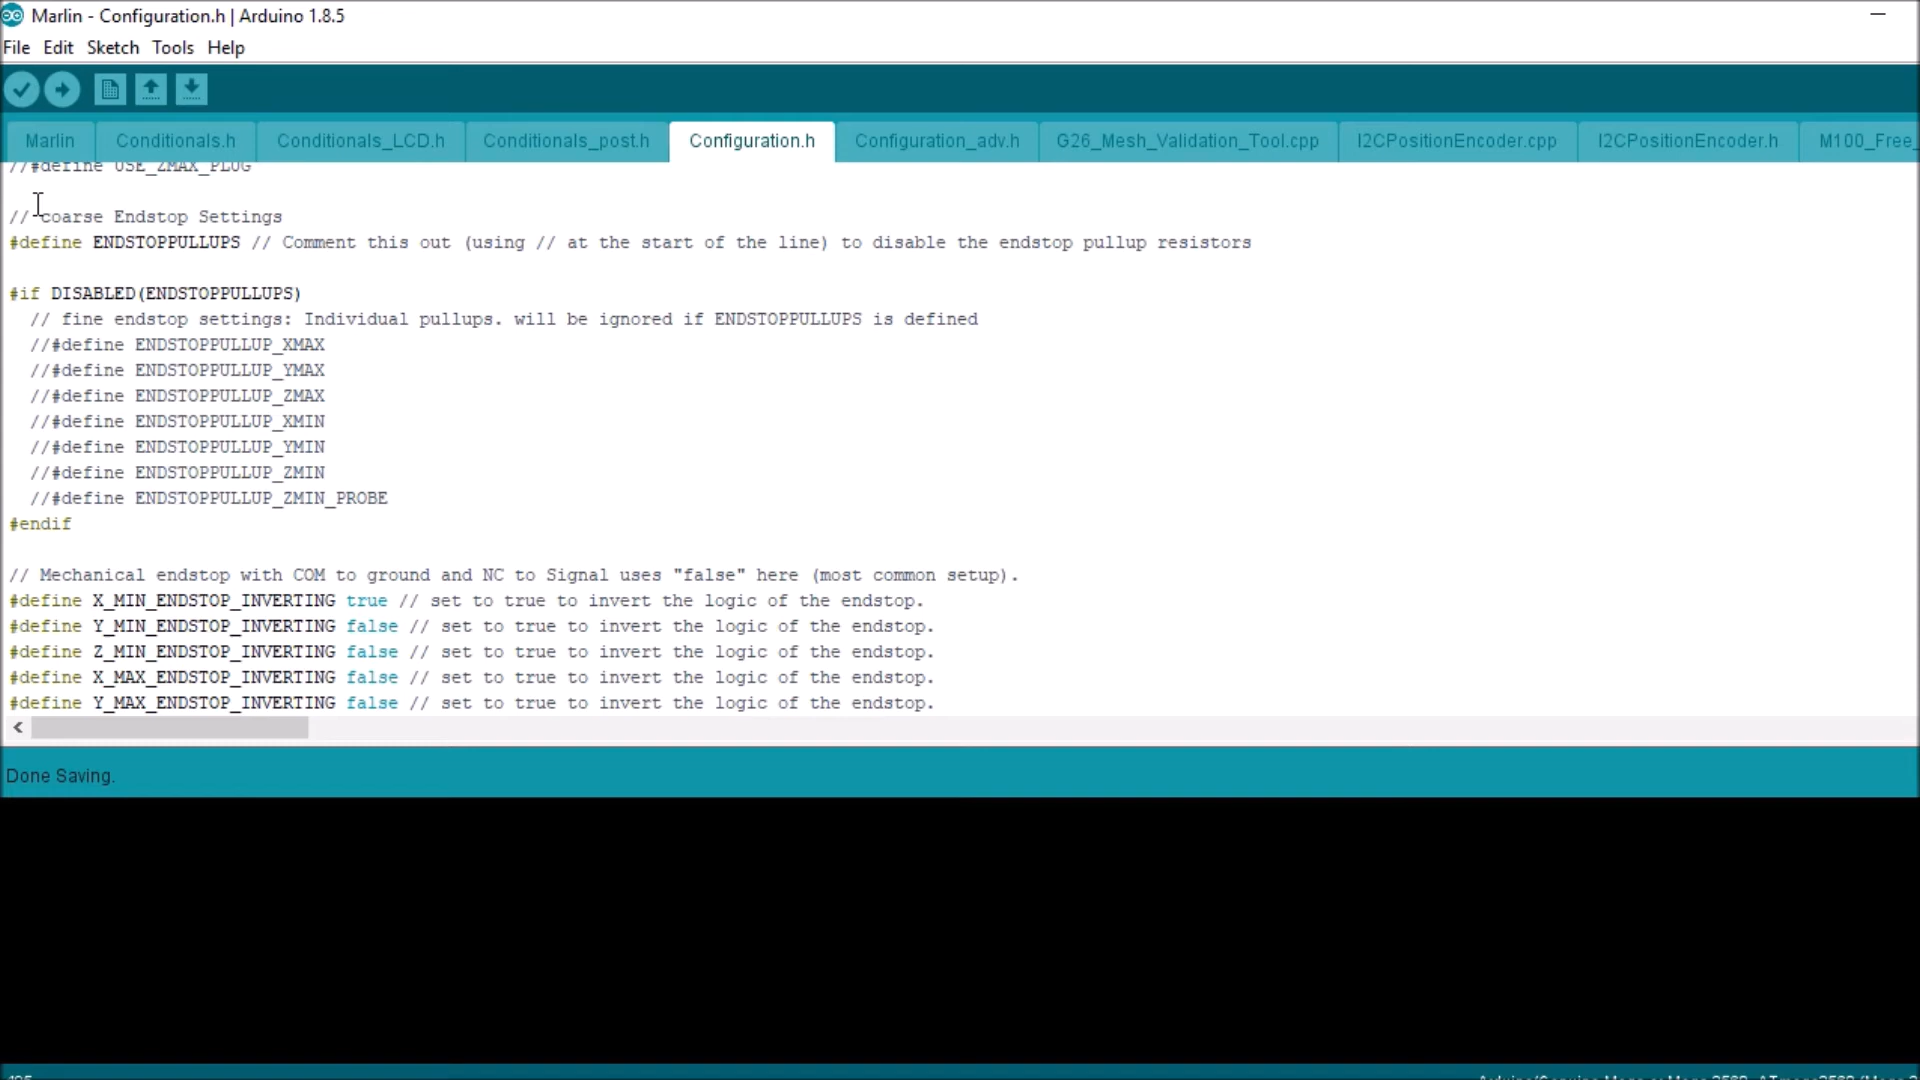 Marlin - Configuration.h | Arduino 1.8.5
File Edit Sketch Tools Help
Marlin Conditionals.h Conditionals_LCD.h Conditionals_post.h Configuration.h Configuration_adv.h G26_Mesh_Validation_Tool.cpp I2CPositionEncoder.cpp I2CPositionEncoder.h M100_Free_
//#define USE_ZMAX_PLUG
// coarse Endstop Settings
#define ENDSTOPPULLUPS // Comment this out (using // at the start of the line) to disable the endstop pullup resistors
#if DISABLED(ENDSTOPPULLUPS)
// fine endstop settings: Individual pullups. will be ignored if ENDSTOPPULLUPS is defined
//#define ENDSTOPPULLUP_XMAX
//#define ENDSTOPPULLUP_YMAX
//#define ENDSTOPPULLUP_ZMAX
//#define ENDSTOPPULLUP_XMIN
//#define ENDSTOPPULLUP_YMIN
//#define ENDSTOPPULLUP_ZMIN
//#define ENDSTOPPULLUP_ZMIN_PROBE
#endif
// Mechanical endstop with COM to ground and NC to Signal uses "false" here (most common setup).
#define X_MIN_ENDSTOP_INVERTING true // set to true to invert the logic of the endstop.
#define Y_MIN_ENDSTOP_INVERTING false // set to true to invert the logic of the endstop.
#define Z_MIN_ENDSTOP_INVERTING false // set to true to invert the logic of the endstop.
#define X_MAX_ENDSTOP_INVERTING false // set to true to invert the logic of the endstop.
#define Y_MAX_ENDSTOP_INVERTING false // set to true to invert the logic of the endstop.
Done Saving.